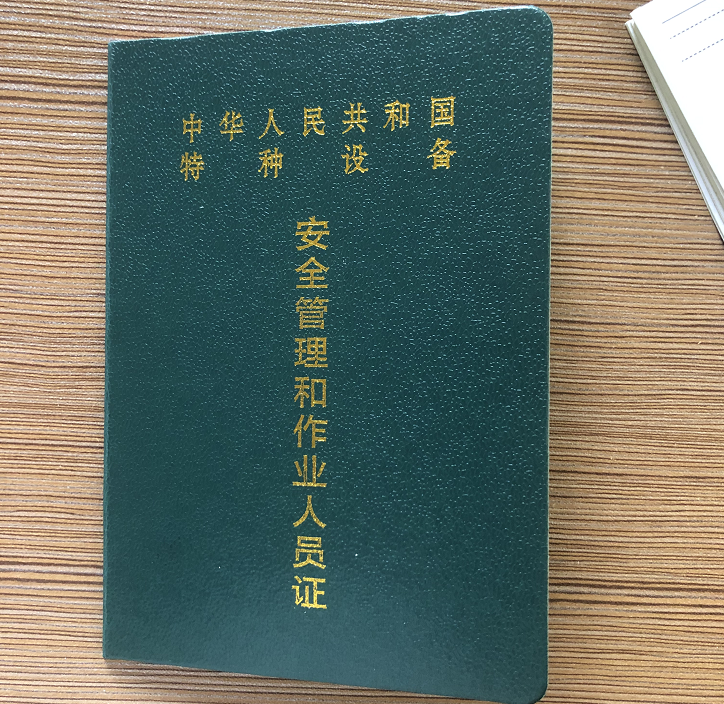 中华人民共和国
特种设备
安全管理和作业人员证